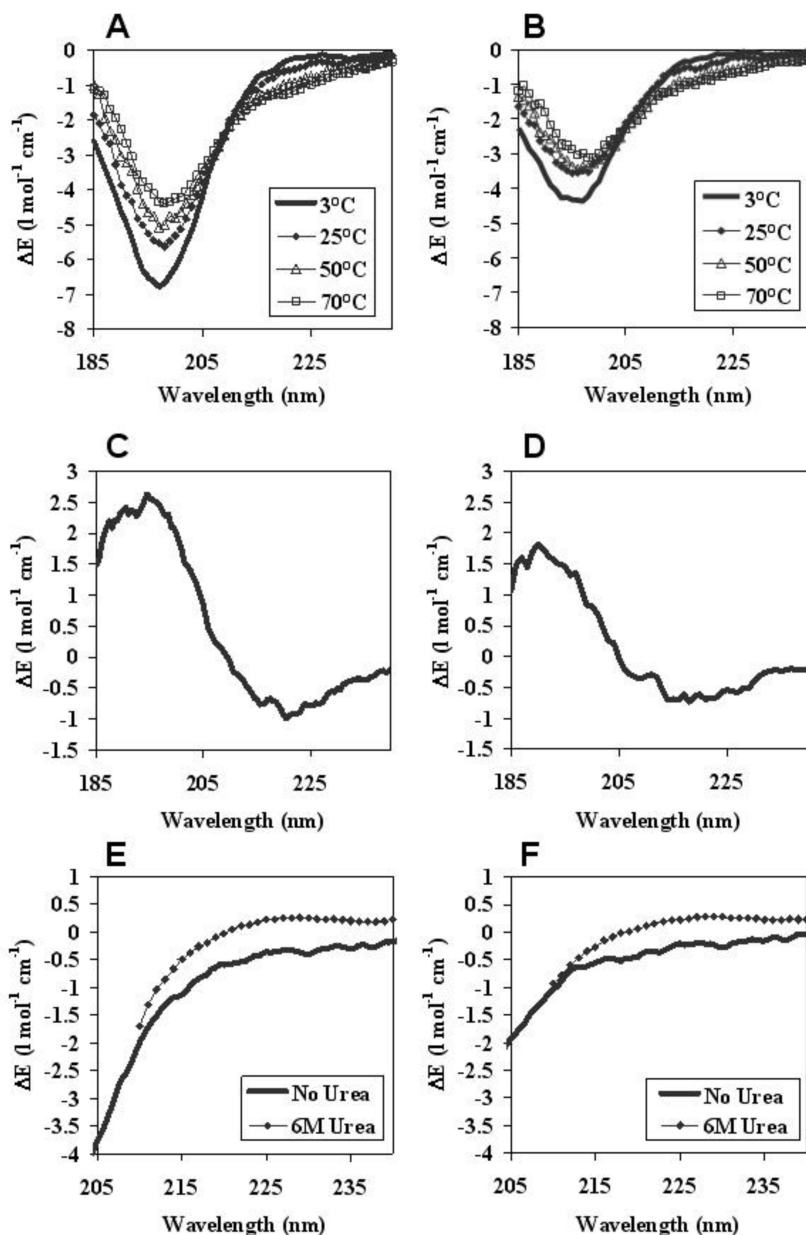 A
0
-1
-2
-3
-4
-5
-6
-7
-8
ΔE (l mol⁻¹ cm⁻¹)
3°C
25°C
50°C
70°C
185 205 225
Wavelength (nm)
B
0
-1
-2
-3
-4
-5
-6
-7
-8
ΔE (l mol⁻¹ cm⁻¹)
3°C
25°C
50°C
70°C
185 205 225
Wavelength (nm)
C
3
2.5
2
1.5
1
0.5
0
-0.5
-1
-1.5
ΔE (l mol⁻¹ cm⁻¹)
185 205 225
Wavelength (nm)
D
3
2.5
2
1.5
1
0.5
0
-0.5
-1
-1.5
ΔE (l mol⁻¹ cm⁻¹)
185 205 225
Wavelength (nm)
E
1
0.5
0
-0.5
-1
-1.5
-2
-2.5
-3
-3.5
-4
ΔE (l mol⁻¹ cm⁻¹)
No Urea
6M Urea
205 215 225 235
Wavelength (nm)
F
1
0.5
0
-0.5
-1
-1.5
-2
-2.5
-3
-3.5
-4
ΔE (l mol⁻¹ cm⁻¹)
No Urea
6M Urea
205 215 225 235
Wavelength (nm)